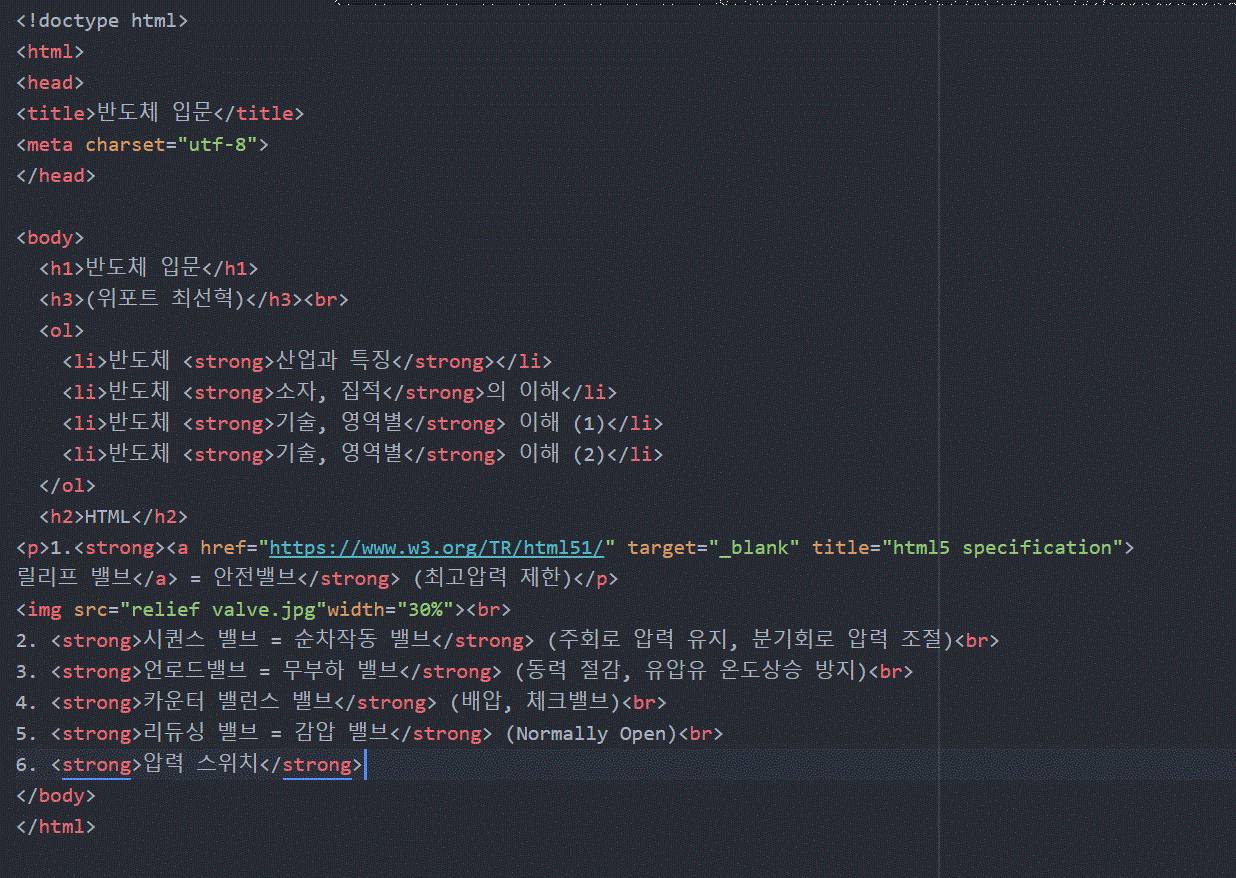 <!doctype html>
<html>
<head>
<title>반도체 입문</title>
<meta charset="utf-8">
</head>
<body>
<h1>반도체 입문</h1>
<h3>(위포트 최선혁)</h3><br>
<ol>
<li>반도체 <strong>산업과 특징</strong></li>
<li>반도체 <strong>소자, 집적</strong>의 이해</li>
<li>반도체 <strong>기술, 영역별</strong> 이해 (1)</li>
<li>반도체 <strong>기술, 영역별</strong> 이해 (2)</li>
</ol>
<h2>HTML</h2>
<p>1.<strong><a href="https://www.w3.org/TR/html51/" target="_blank" title="html5 specification">
릴리프 밸브</a> = 안전밸브</strong> (최고압력 제한)</p>
<img src="relief valve.jpg"width="30%"><br>
2. <strong>시퀀스 밸브 = 순차작동 밸브</strong> (주회로 압력 유지, 분기회로 압력 조절)<br>
3. <strong>언로드밸브 = 무부하 밸브</strong> (동력 절감, 유압유 온도상승 방지)<br>
4. <strong>카운터 밸런스 밸브</strong> (배압, 체크밸브)<br>
5. <strong>리듀싱 밸브 = 감압 밸브</strong> (Normally Open)<br>
6. <strong>압력 스위치</strong>
</body>
</html>